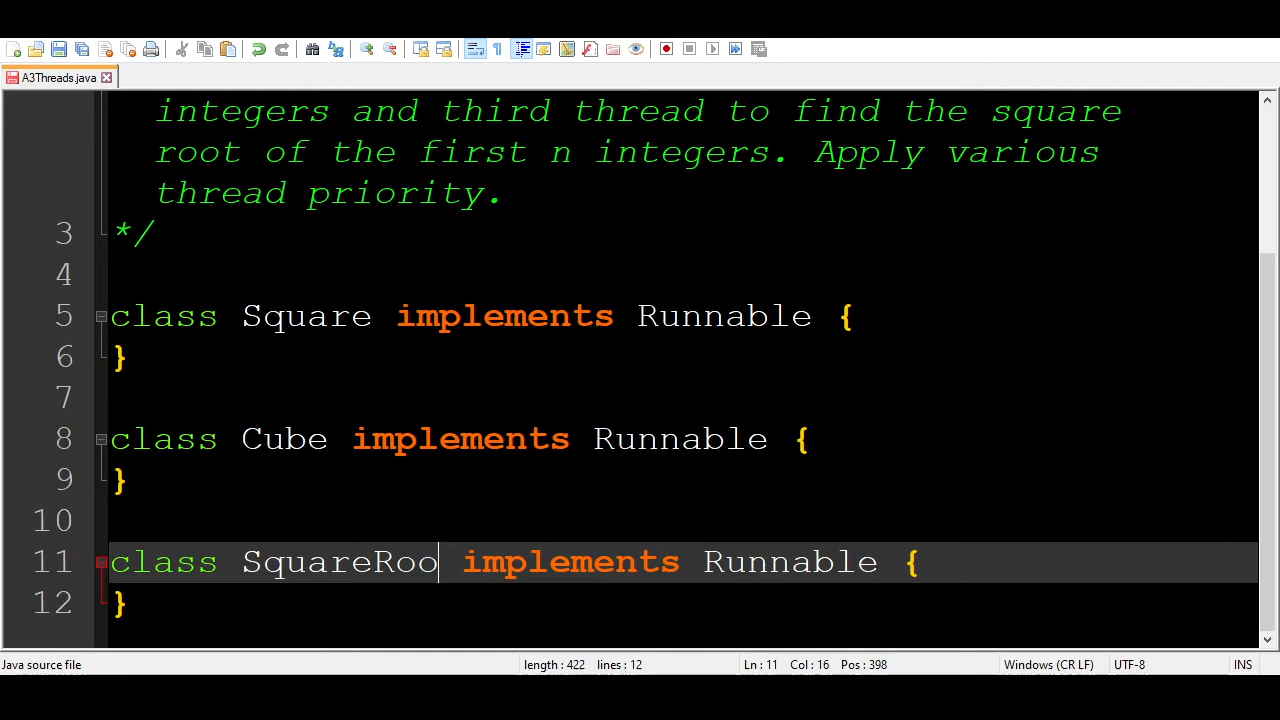 A3Threads.java
integers and third thread to find the square
root of the first n integers. Apply various
thread priority.
3 */
4
5 class Square implements Runnable {
6 }
7
8 class Cube implements Runnable {
9 }
10
11 class SquareRoo implements Runnable {
12 }
Java source file length : 422 lines : 12 Ln : 11 Col : 16 Pos : 398 Windows (CR LF) UTF-8 INS